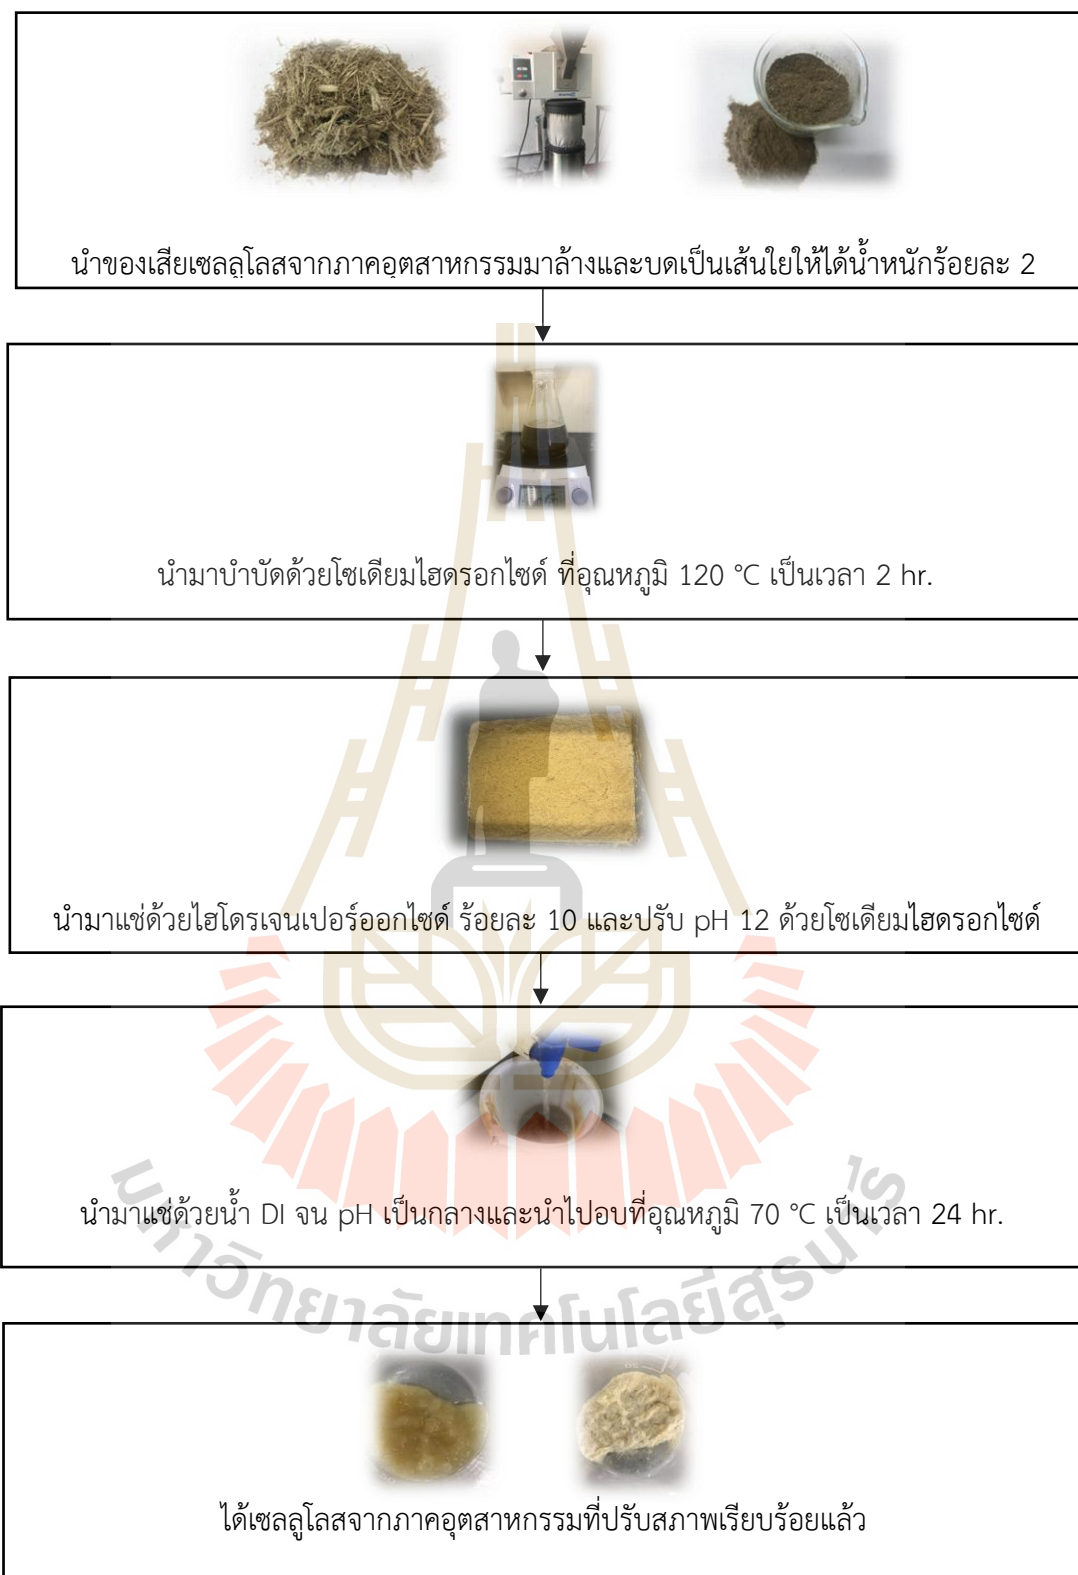 นำของเสียเซลลูโลสจากภาคอุตสาหกรรมมาล้างและบดเป็นเส้นใยให้ได้น้ำหนักร้อยละ 2
นำมาบำบัดด้วยโซเดียมไฮดรอกไซด์ ที่อุณหภูมิ 120 °C เป็นเวลา 2 hr.
นำมาแช่ด้วยไฮโดรเจนเปอร์ออกไซด์ ร้อยละ 10 และปรับ pH 12 ด้วยโซเดียมไฮดรอกไซด์
นำมาแช่ด้วยน้ำ DI จน pH เป็นกลางและนำไปอบที่อุณหภูมิ 70 °C เป็นเวลา 24 hr.
มหาวิทยาลัยเทคโนโลยีสุรนารี
ได้เซลลูโลสจากภาคอุตสาหกรรมที่ปรับสภาพเรียบร้อยแล้ว